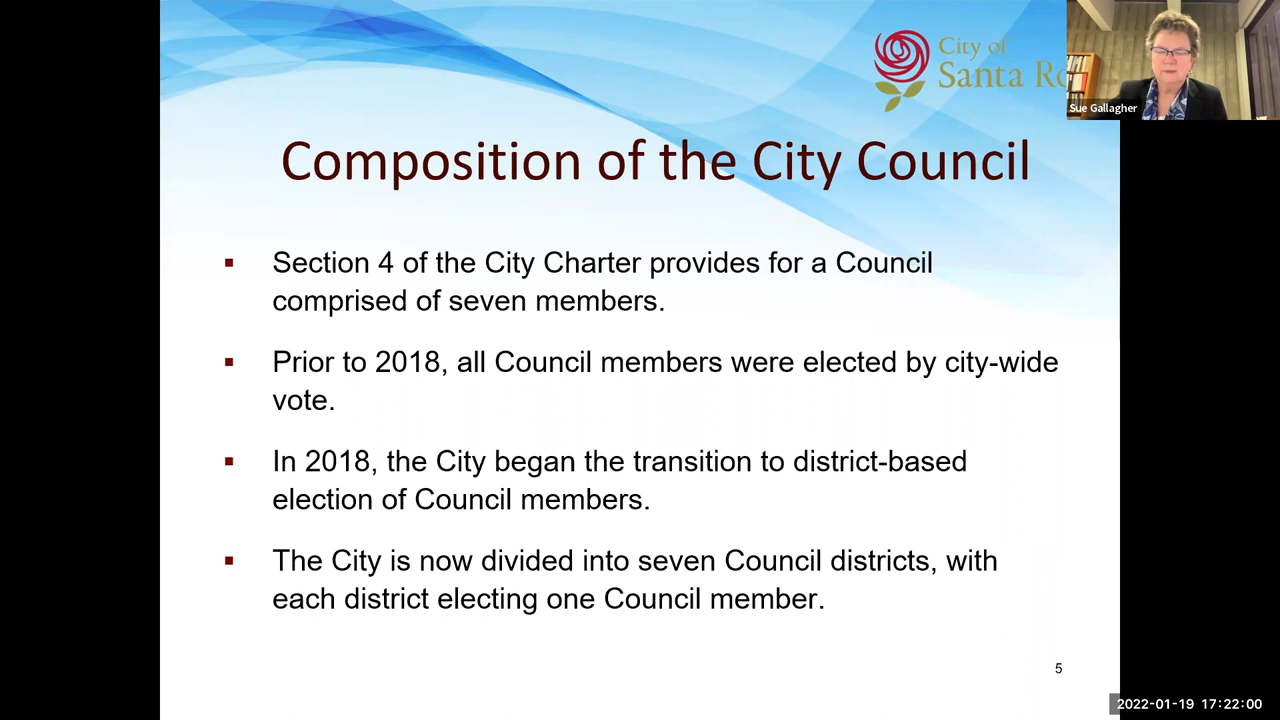 City of
Santa Ro
Sue Gallagher
Composition of the City Council
▪ Section 4 of the City Charter provides for a Council
comprised of seven members.
▪ Prior to 2018, all Council members were elected by city-wide
vote.
▪ In 2018, the City began the transition to district-based
election of Council members.
▪ The City is now divided into seven Council districts, with
each district electing one Council member.
5
2022-01-19 17:22:00